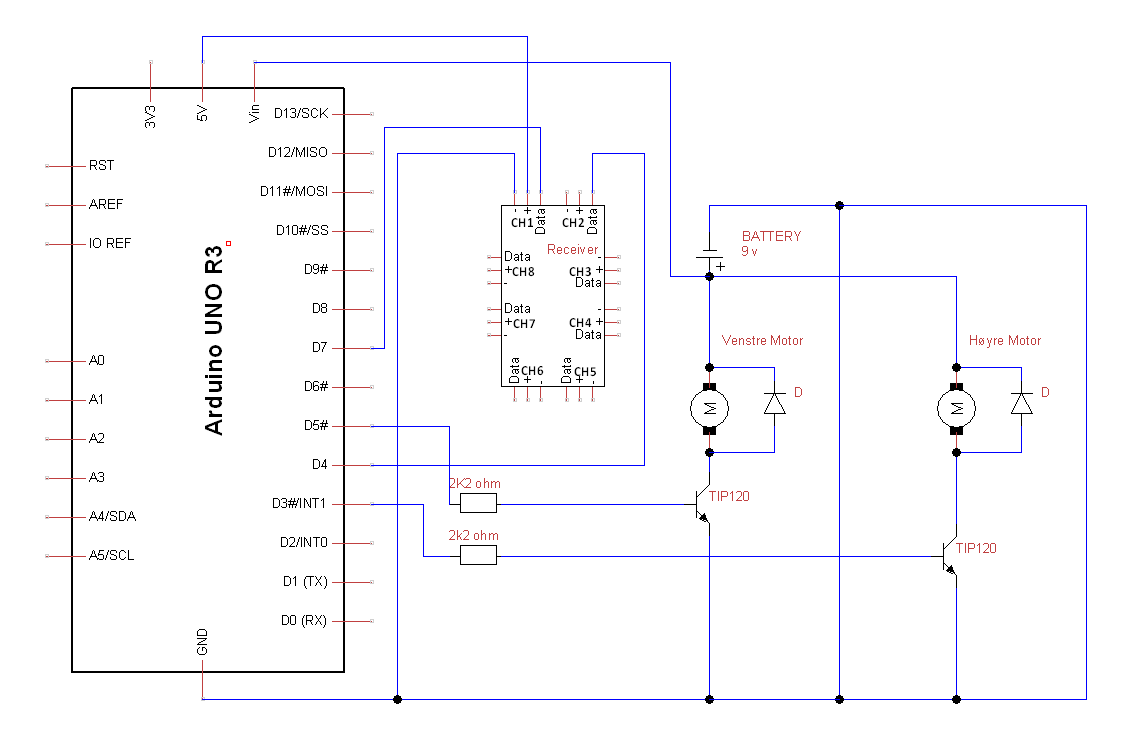 3V3
5V
Vin
RST
AREF
IO REF
A0
A1
A2
A3
A4/SDA
A5/SCL
Arduino UNO R3
GND
D13/SCK
D12/MISO
D11#/MOSI
D10#/SS
D9#
D8
D7
D6#
D5#
D4
D3#/INT1
D2/INT0
D1 (TX)
D0 (RX)
- + Data
CH1
- + Data
CH2
Receiver
Data
+ CH8
-
-
CH3 +
Data
Data
+ CH7
-
-
CH4 +
Data
Data + -
CH6
Data + -
CH5
BATTERY
9 v
+
Venstre Motor
M
D
Høyre Motor
M
D
2K2 ohm
TIP120
2k2 ohm
TIP120